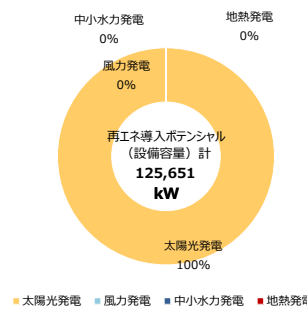 中小水力発電
0%
地熱発電
0%
風力発電
0%
再エネ導入ポテンシャル
（設備容量）計
125,651
kW
太陽光発電
100%
太陽光発電 風力発電 中小水力発電 地熱発電